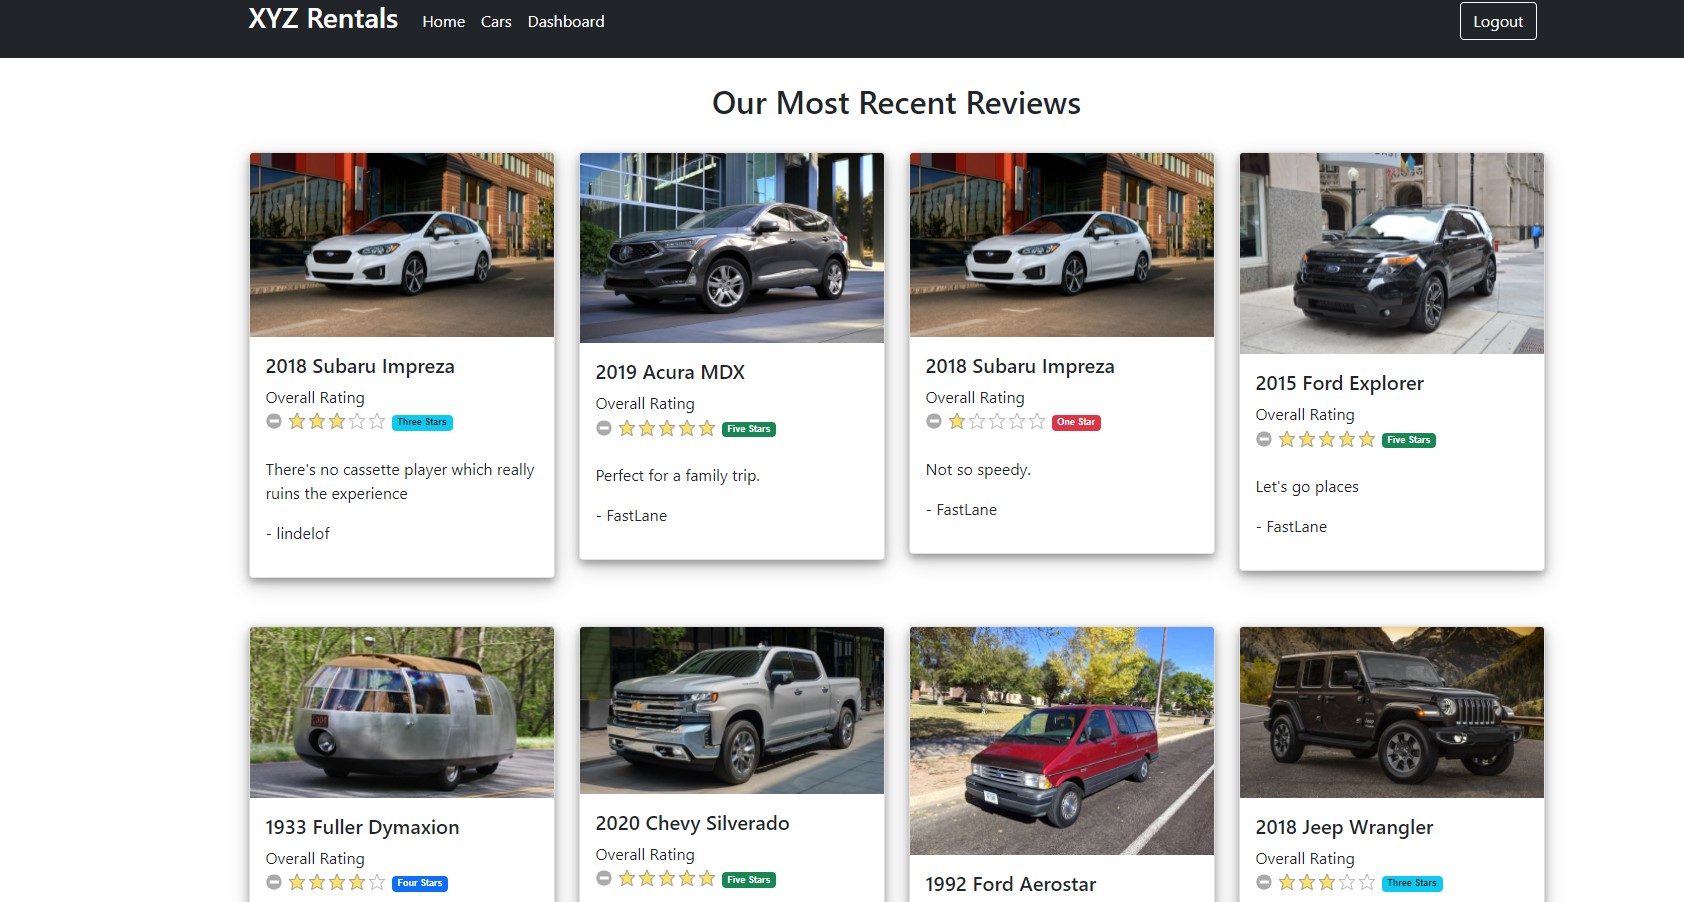 XYZ Rentals Home Cars Dashboard Logout
Our Most Recent Reviews
2018 Subaru Impreza
Overall Rating
Three Stars
There's no cassette player which really
ruins the experience
- lindelof
2019 Acura MDX
Overall Rating
Five Stars
Perfect for a family trip.
- FastLane
2018 Subaru Impreza
Overall Rating
One Star
Not so speedy.
- FastLane
2015 Ford Explorer
Overall Rating
Five Stars
Let's go places
- FastLane
1933 Fuller Dymaxion
Overall Rating
Four Stars
2020 Chevy Silverado
Overall Rating
Five Stars
1992 Ford Aerostar
2018 Jeep Wrangler
Overall Rating
Three Stars